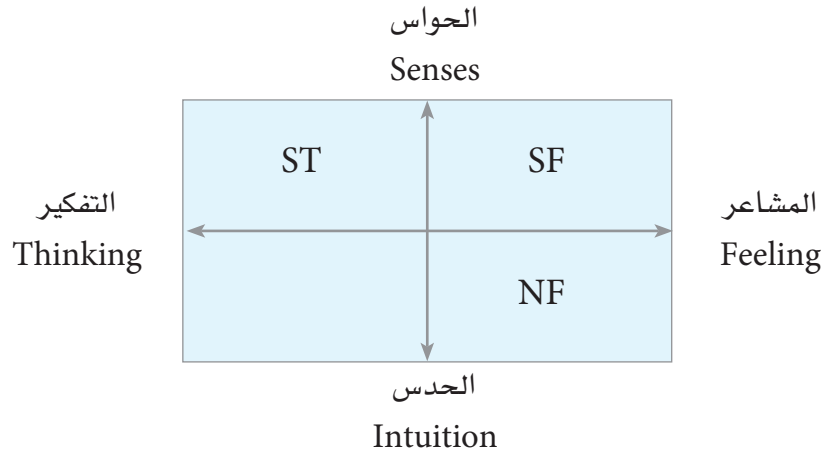 الحواس
Senses
ST
SF
التفكير
Thinking
المشاعر
Feeling
NF
الحدس
Intuition